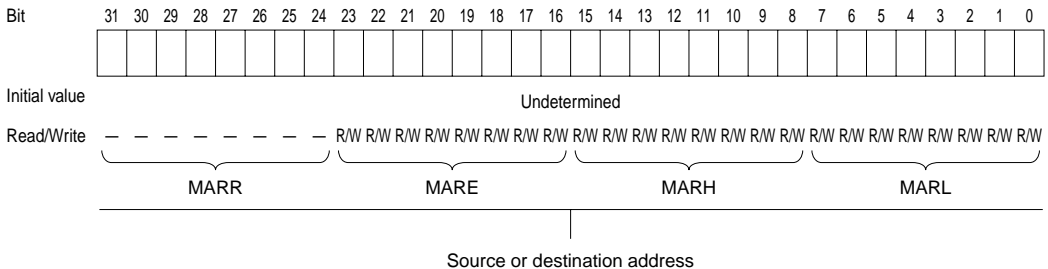 Bit 31 30 29 28 27 26 25 24 23 22 21 20 19 18 17 16 15 14 13 12 11 10 9 8 7 6 5 4 3 2 1 0
Initial value Undetermined
Read/Write — — — — — — — — R/W R/W R/W R/W R/W R/W R/W R/W R/W R/W R/W R/W R/W R/W R/W R/W R/W R/W R/W R/W R/W R/W R/W R/W
MARR MARE MARH MARL
Source or destination address